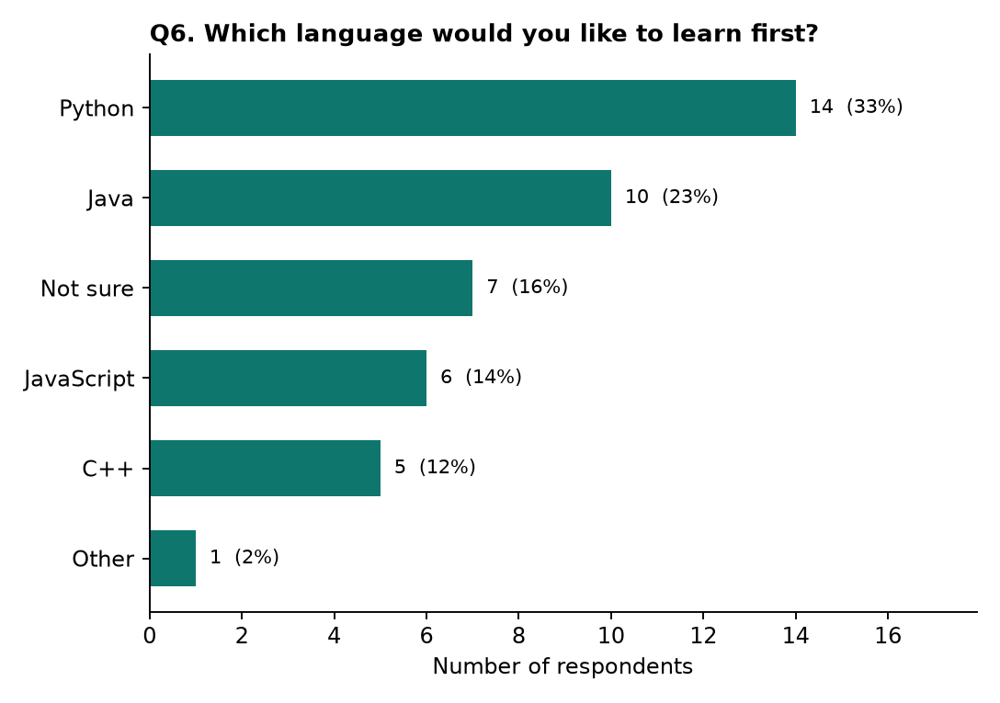 Q6. Which language would you like to learn first?
Python 14 (33%)
Java 10 (23%)
Not sure 7 (16%)
JavaScript 6 (14%)
C++ 5 (12%)
Other 1 (2%)
0 2 4 6 8 10 12 14 16
Number of respondents